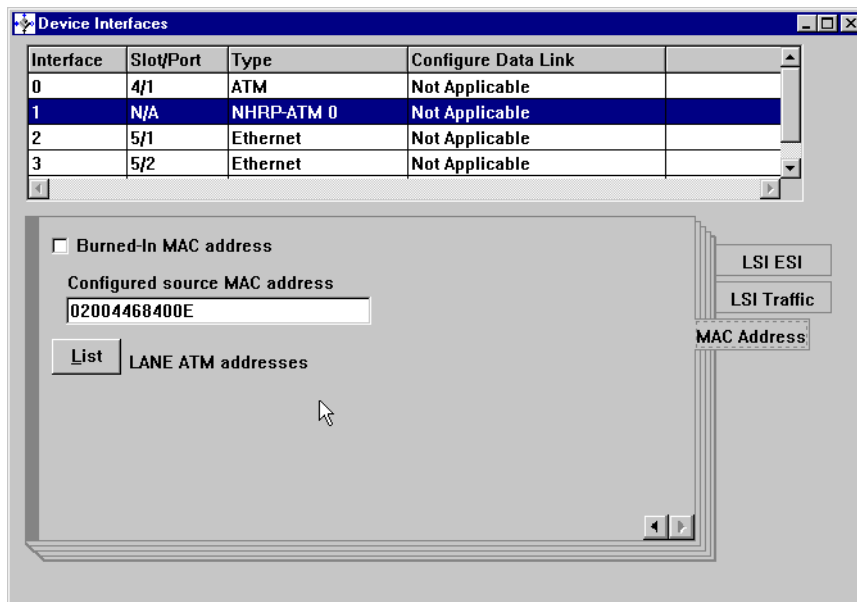 Device Interfaces
Interface Slot/Port Type Configure Data Link
0 4/1 ATM Not Applicable
1 N/A NHRP-ATM 0 Not Applicable
2 5/1 Ethernet Not Applicable
3 5/2 Ethernet Not Applicable
Burned-In MAC address
Configured source MAC address
02004468400E
List LANE ATM addresses
LSI ESI
LSI Traffic
MAC Address